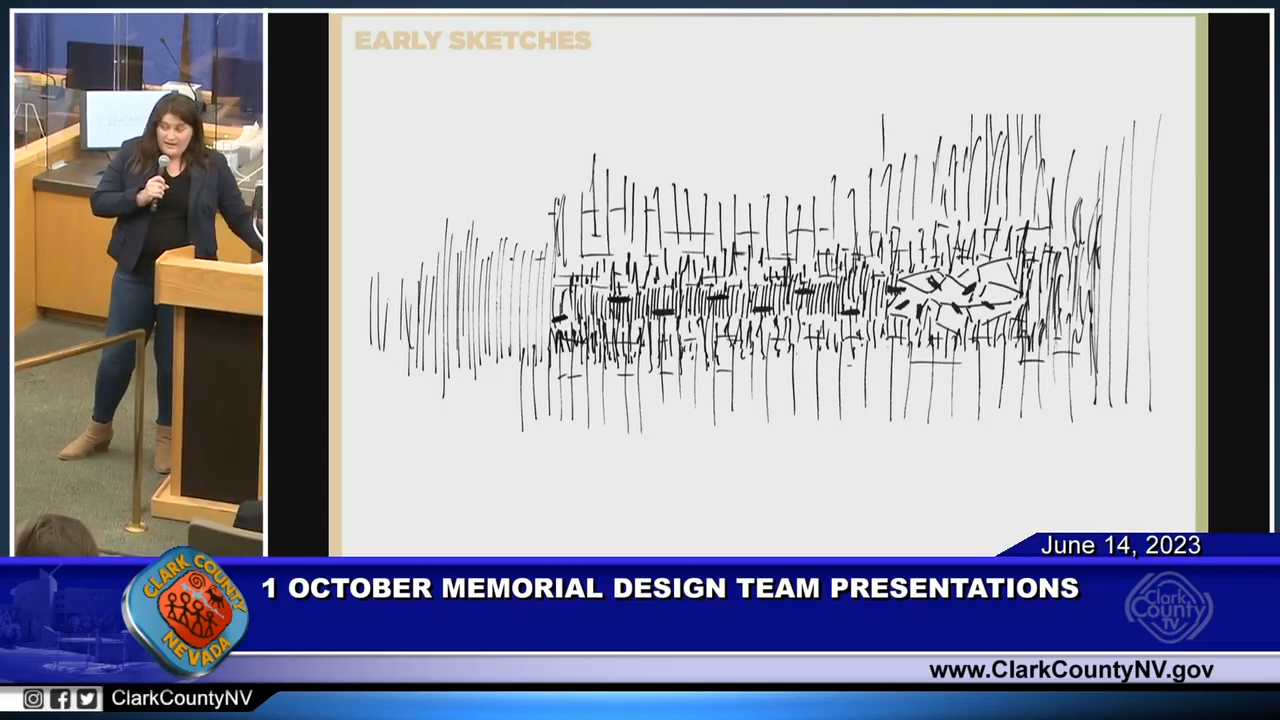 EARLY SKETCHES
June 14, 2023
CLARK COUNTY
NEVADA
1 OCTOBER MEMORIAL DESIGN TEAM PRESENTATIONS
Clark
County
TV
www.ClarkCountyNV.gov
ClarkCountyNV